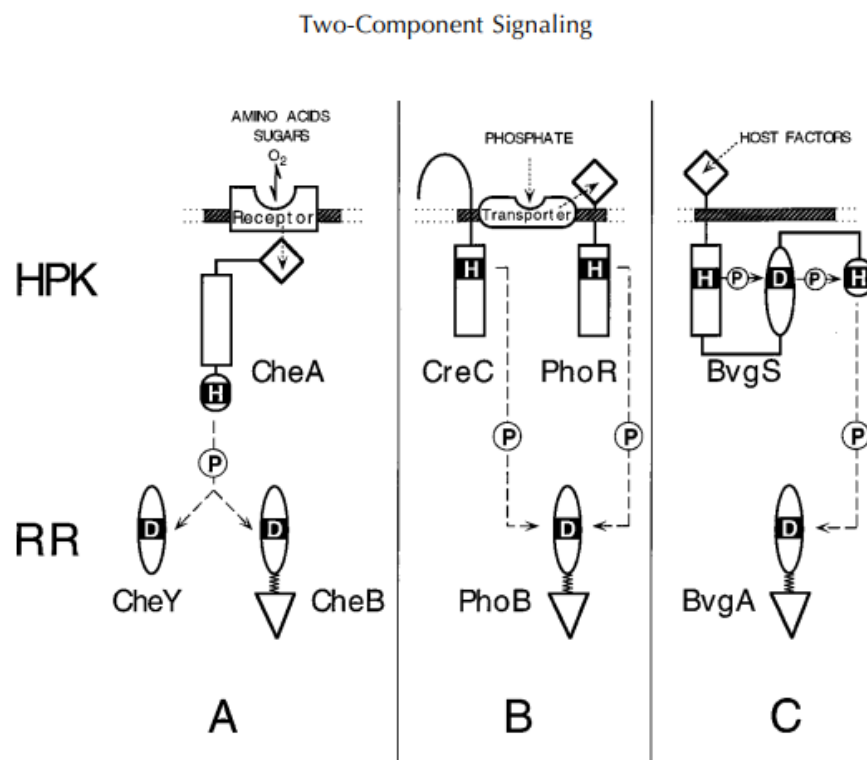 Two-Component Signaling
AMINO ACIDS
SUGARS
O2
Receptor
HPK
CheA
H
P
RR
D
D
CheY
CheB
A
PHOSPHATE
Transporter
H
H
CreC
PhoR
P
P
D
PhoB
B
HOST FACTORS
H
P
D
P
H
BvgS
P
D
BvgA
C